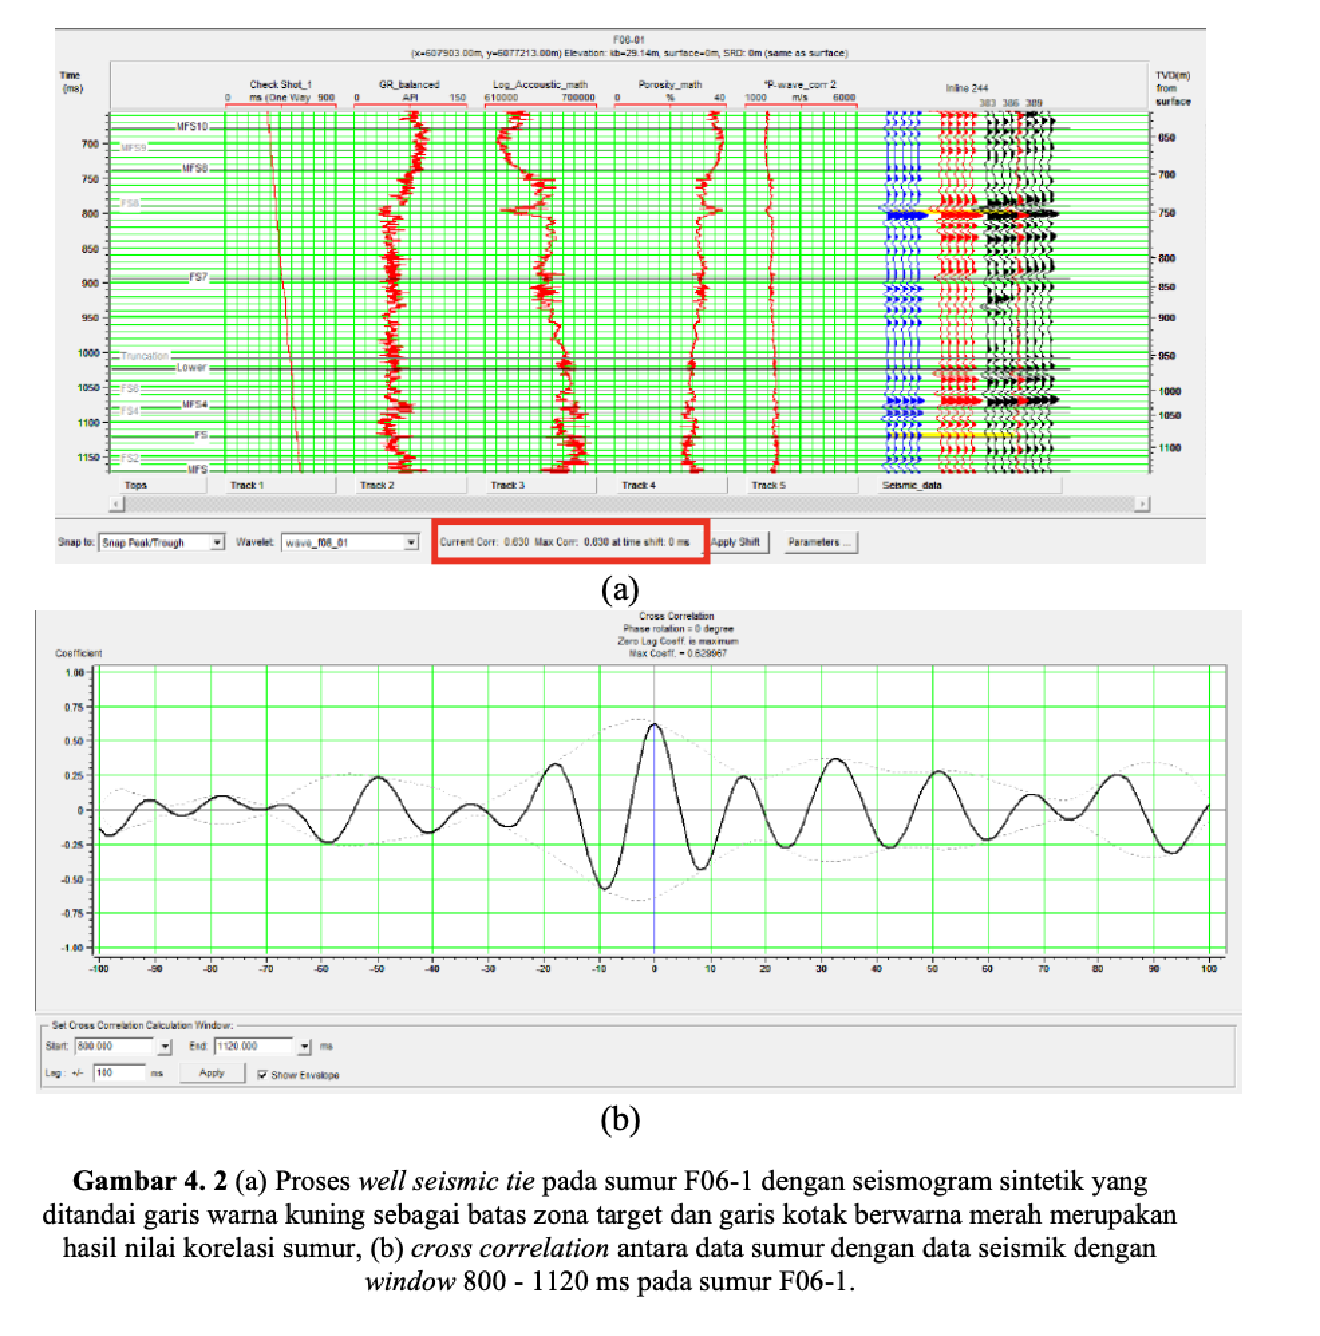 F06-01
(x=607903.00m, y=6077213.00m) Elevation: kb=29.14m, surface=0m, SRD: 0m (same as surface)
Time
(ms)
Check Shot_1
0 ms (One Way 900
GR_balanced
0 API 150
Log_Accoustic_math
610000 700000
Porosity_math
0 % 40
*P-wave_corr 2
1000 m/s 6000
Inline 244
383 386 389
TVD(m)
from
surface
MFS10
MFS9
MFS8
FS8
FS7
Truncation
Lower
FS6
MFS4
FS4
FS
FS2
MFS
700
750
800
850
900
950
1000
1050
1100
1150
650
700
750
800
850
900
950
1000
1050
1100
Tops Track 1 Track 2 Track 3 Track 4 Track 5 Seismic_data
Snap to: Snap Peak/Trough Wavelet: wave_f06_01 Current Corr: 0.630 Max Corr: 0.630 at time shift: 0 ms Apply Shift Parameters ...
(a)
Cross Correlation
Phase rotation = 0 degree
Zero Lag Coeff. is maximum
Max Coeff. = 0.629967
Coefficient
1.00
0.75
0.50
0.25
0
-0.25
-0.50
-0.75
-1.00
-100 -90 -80 -70 -60 -50 -40 -30 -20 -10 0 10 20 30 40 50 60 70 80 90 100
Set Cross Correlation Calculation Window:
Start: 800.000 End: 1120.000 ms
Lag: +/- 100 ms Apply Show Envelope
(b)
Gambar 4. 2 (a) Proses well seismic tie pada sumur F06-1 dengan seismogram sintetik yang
ditandai garis warna kuning sebagai batas zona target dan garis kotak berwarna merah merupakan
hasil nilai korelasi sumur, (b) cross correlation antara data sumur dengan data seismik dengan
window 800 - 1120 ms pada sumur F06-1.